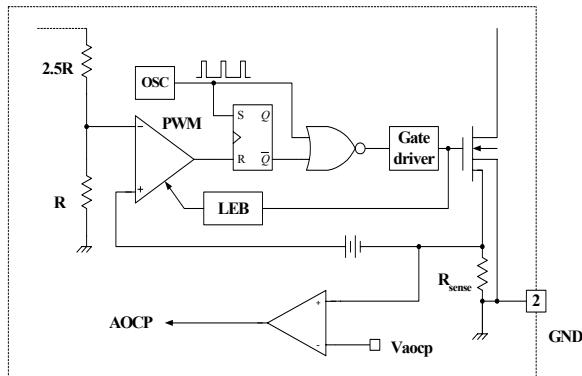 2.5R
OSC
PWM
S Q
R Q
Gate
driver
R
LEB
Rsense
2
AOCP
Vaocp
GND
− +
+ -